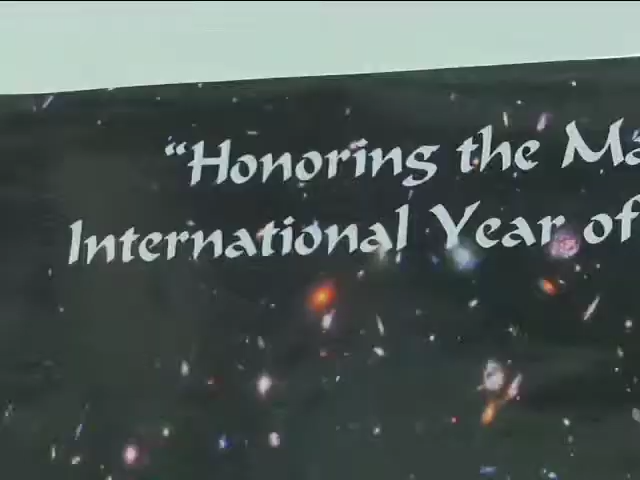 “Honoring the
International Year of